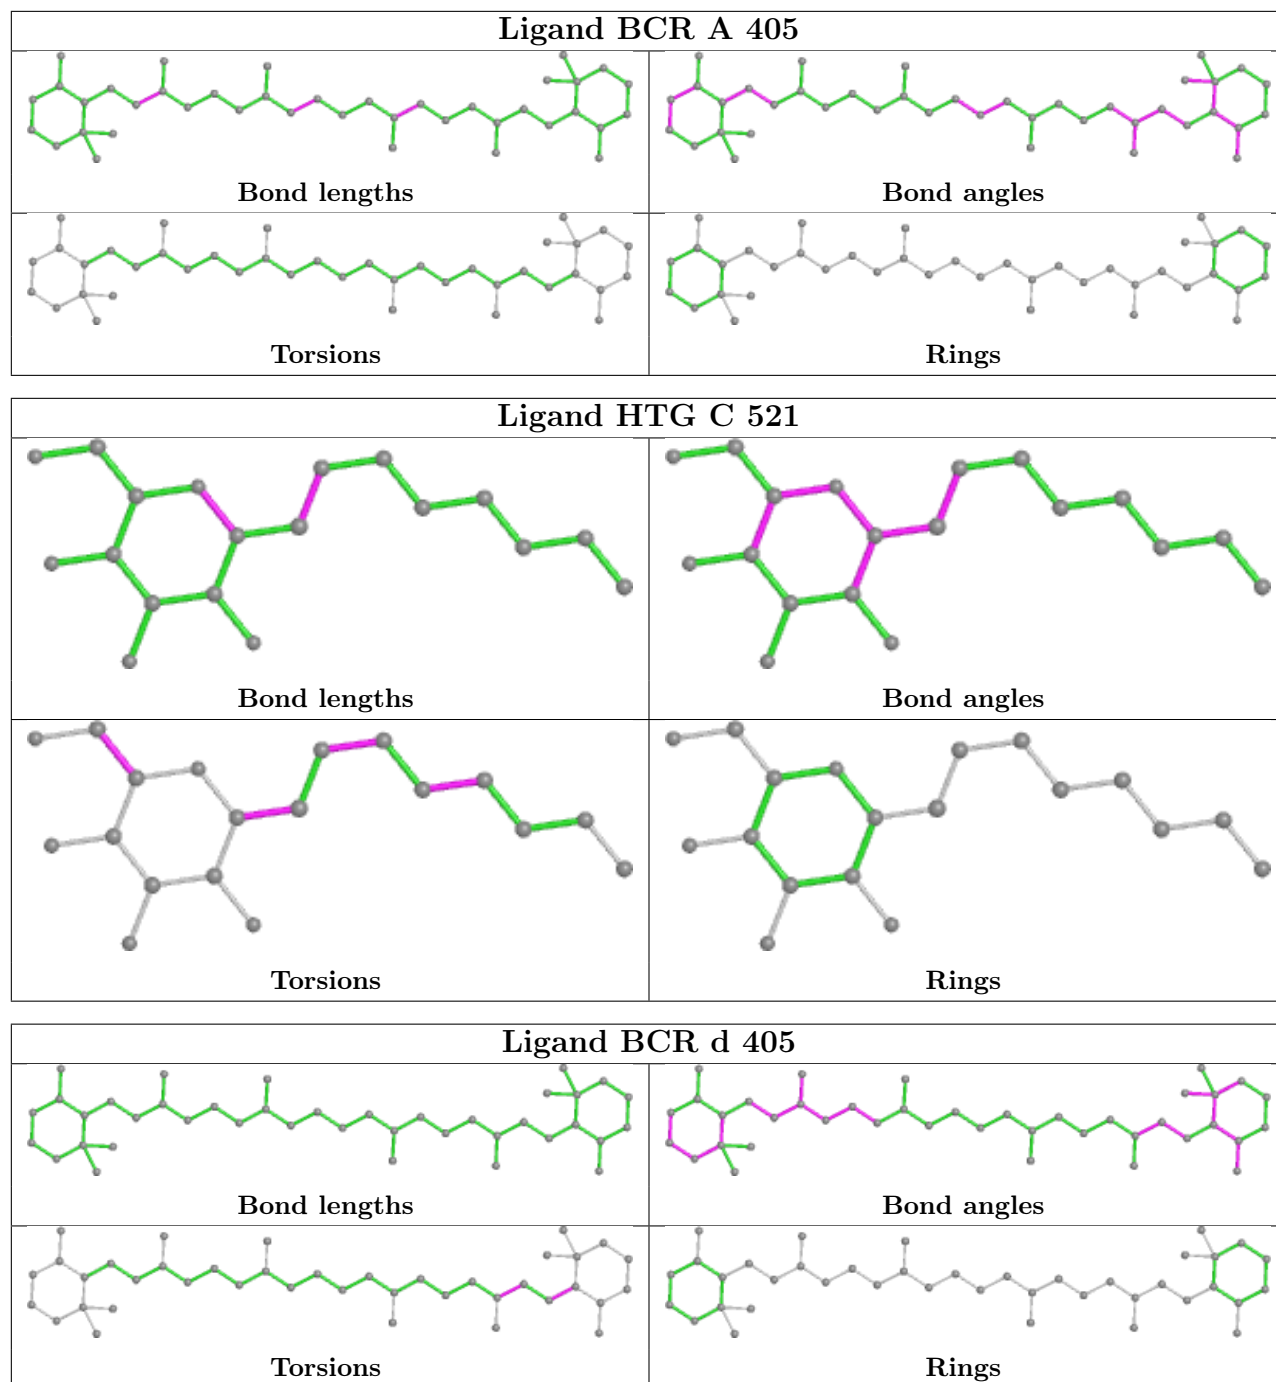 Ligand BCR A 405
Bond lengths
Bond angles
Torsions
Rings
Ligand HTG C 521
Bond lengths
Bond angles
Torsions
Rings
Ligand BCR d 405
Bond lengths
Bond angles
Torsions
Rings